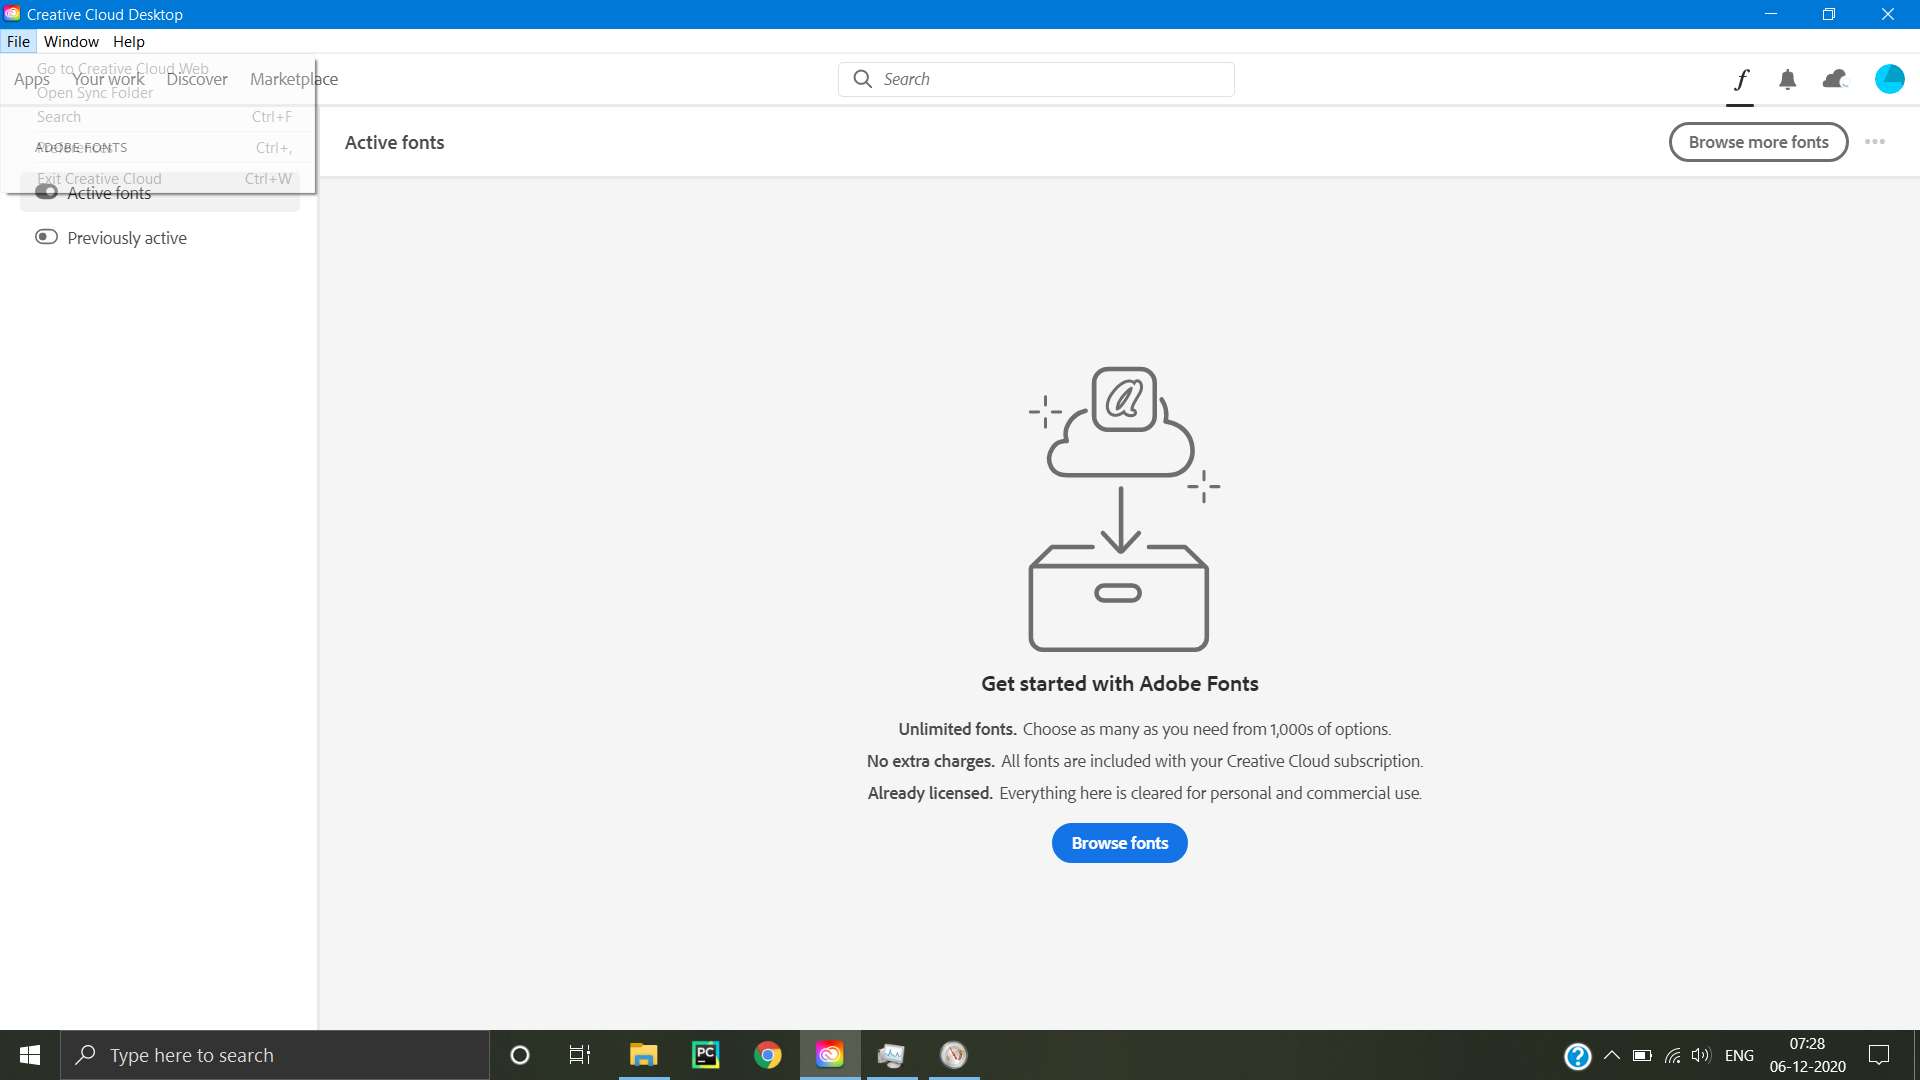 Creative Cloud Desktop
File Window Help
Go to Creative Cloud Web
Apps Your work Discover Marketplace
Search
Open Sync Folder
Search Ctrl+F
ADOBE FONTS
Preferences Ctrl+,
Exit Creative Cloud Ctrl+W
Active fonts
Previously active
Active fonts
Browse more fonts
a
Get started with Adobe Fonts
Unlimited fonts. Choose as many as you need from 1,000s of options.
No extra charges. All fonts are included with your Creative Cloud subscription.
Already licensed. Everything here is cleared for personal and commercial use.
Browse fonts
Type here to search
PC
ENG
07:28
06-12-2020